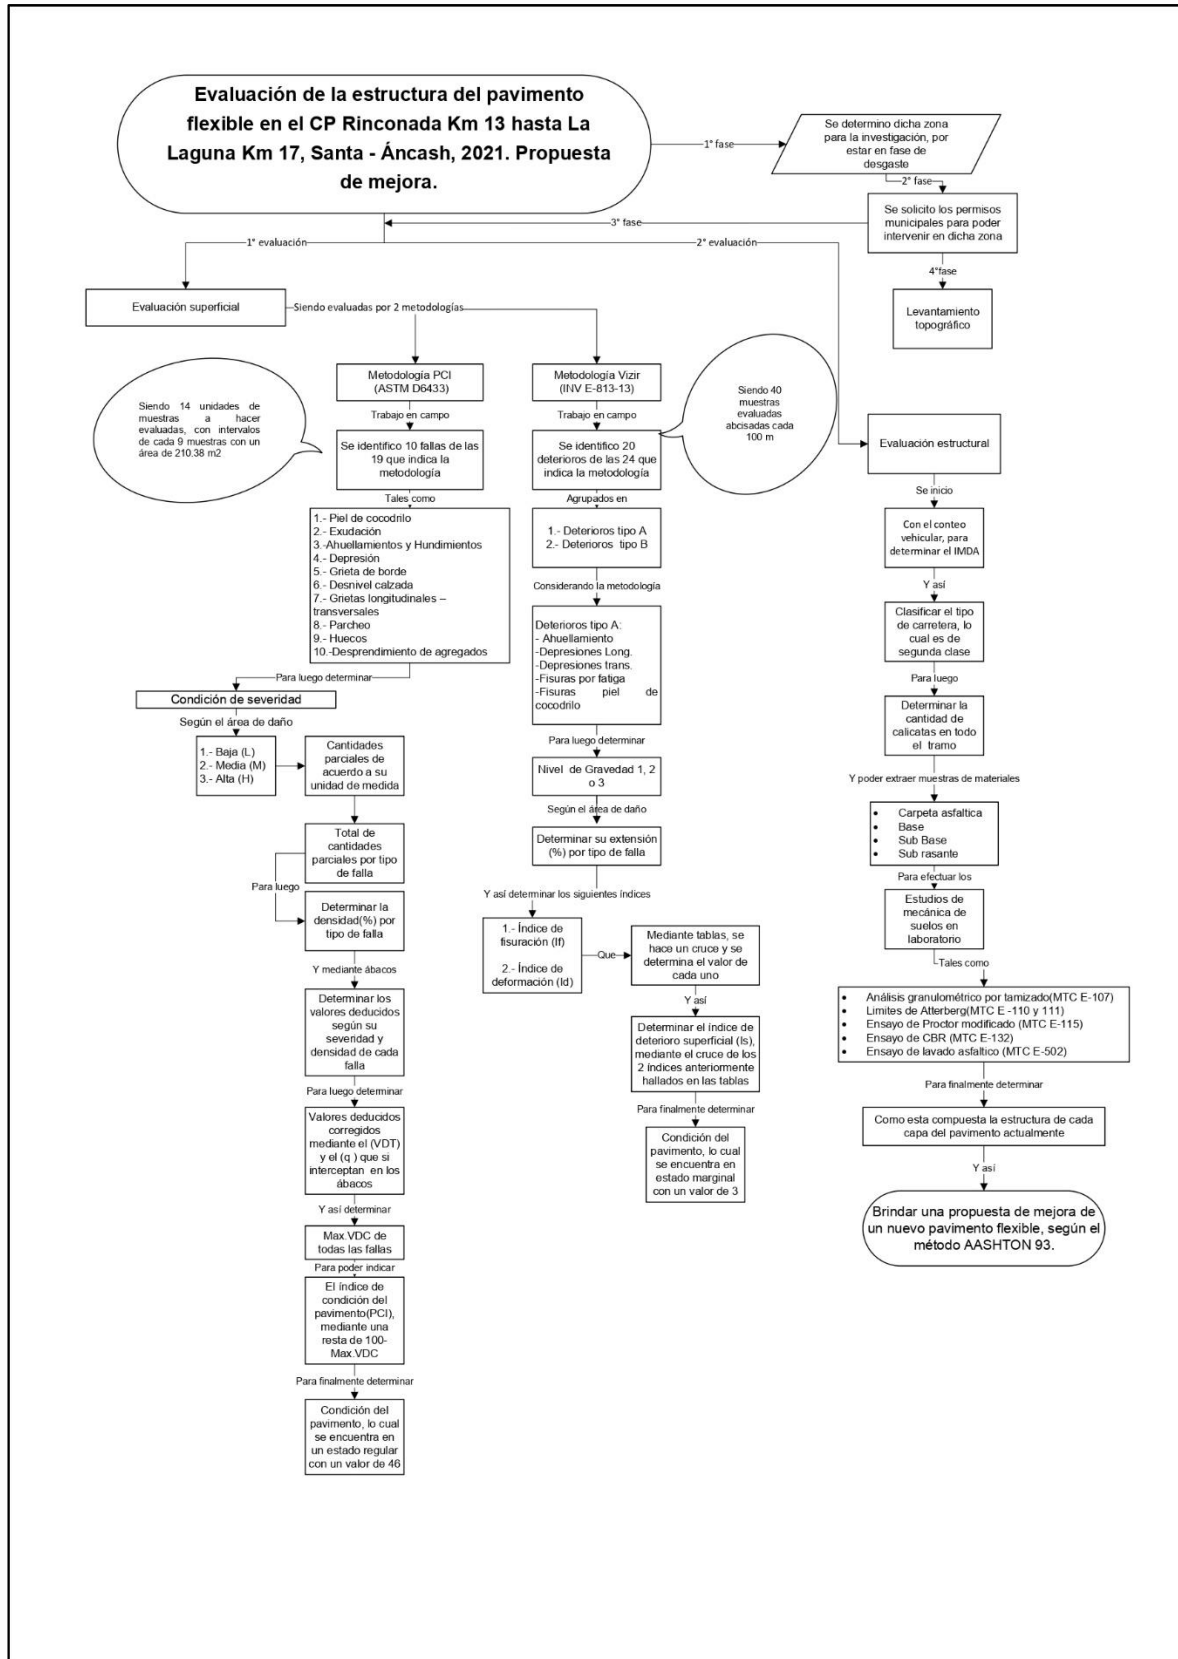 Evaluación de la estructura del pavimento
flexible en el CP Rinconada Km 13 hasta La
Laguna Km 17, Santa - Áncash, 2021. Propuesta
de mejora.
1° fase
Se determino dicha zona
para la investigación, por
estar en fase de
desgaste
2° fase
Se solicito los permisos
municipales para poder
intervenir en dicha zona
3° fase
4°fase
Levantamiento
topográfico
1° evaluación
2° evaluación
Evaluación superficial
Siendo evaluadas por 2 metodologías
Metodología PCI
(ASTM D6433)
Trabajo en campo
Siendo 14 unidades de
muestras a hacer
evaluadas, con intervalos
de cada 9 muestras con un
área de 210.38 m2
Se identifico 10 fallas de las
19 que indica la
metodología
Tales como
1.- Piel de cocodrilo
2.- Exudación
3.-Ahuellamientos y Hundimientos
4.- Depresión
5.- Grieta de borde
6.- Desnivel calzada
7.- Grietas longitudinales –
transversales
8.- Parcheo
9.- Huecos
10.-Desprendimiento de agregados
Para luego determinar
Condición de severidad
Según el área de daño
1.- Baja (L)
2.- Media (M)
3.- Alta (H)
Cantidades
parciales de
acuerdo a su
unidad de medida
Total de
cantidades
parciales por tipo
de falla
Para luego
Determinar la
densidad(%) por
tipo de falla
Y mediante ábacos
Determinar los
valores deducidos
según su
severidad y
densidad de cada
falla
Para luego determinar
Valores deducidos
corregidos
mediante el (VDT)
y el (q ) que si
interceptan en los
ábacos
Y así determinar
Max.VDC de
todas las fallas
Para poder indicar
El índice de
condición del
pavimento(PCI),
mediante una
resta de 100-
Max.VDC
Para finalmente determinar
Condición del
pavimento, lo cual
se encuentra en
un estado regular
con un valor de 46
Metodología Vizir
(INV E-813-13)
Trabajo en campo
Siendo 40
muestras
evaluadas
abcisadas cada
100 m
Se identifico 20
deterioros de las 24 que
indica la metodología
Agrupados en
1.- Deterioros tipo A
2.- Deterioros tipo B
Considerando la metodología
Deterioros tipo A:
- Ahuellamiento
-Depresiones Long.
-Depresiones trans.
-Fisuras por fatiga
-Fisuras piel de
cocodrilo
Para luego determinar
Nivel de Gravedad 1, 2
o 3
Según el área de daño
Determinar su extensión
(%) por tipo de falla
Y así determinar los siguientes índices
1.- Índice de
fisuración (If)
2.- Índice de
deformación (Id)
Que
Mediante tablas, se
hace un cruce y se
determina el valor de
cada uno
Y así
Determinar el índice de
deterioro superficial (Is),
mediante el cruce de los
2 índices anteriormente
hallados en las tablas
Para finalmente determinar
Condición del
pavimento, lo cual
se encuentra en
estado marginal
con un valor de 3
Evaluación estructural
Se inicio
Con el conteo
vehicular, para
determinar el IMDA
Y así
Clasificar el tipo
de carretera, lo
cual es de
segunda clase
Para luego
Determinar la
cantidad de
calicatas en todo
el tramo
Y poder extraer muestras de materiales
• Carpeta asfaltica
• Base
• Sub Base
• Sub rasante
Para efectuar los
Estudios de
mecánica de
suelos en
laboratorio
Tales como
• Análisis granulométrico por tamizado(MTC E-107)
• Limites de Atterberg(MTC E -110 y 111)
• Ensayo de Proctor modificado (MTC E-115)
• Ensayo de CBR (MTC E-132)
• Ensayo de lavado asfaltico (MTC E-502)
Para finalmente determinar
Como esta compuesta la estructura de cada
capa del pavimento actualmente
Y así
Brindar una propuesta de mejora de
un nuevo pavimento flexible, según el
método AASHTON 93.